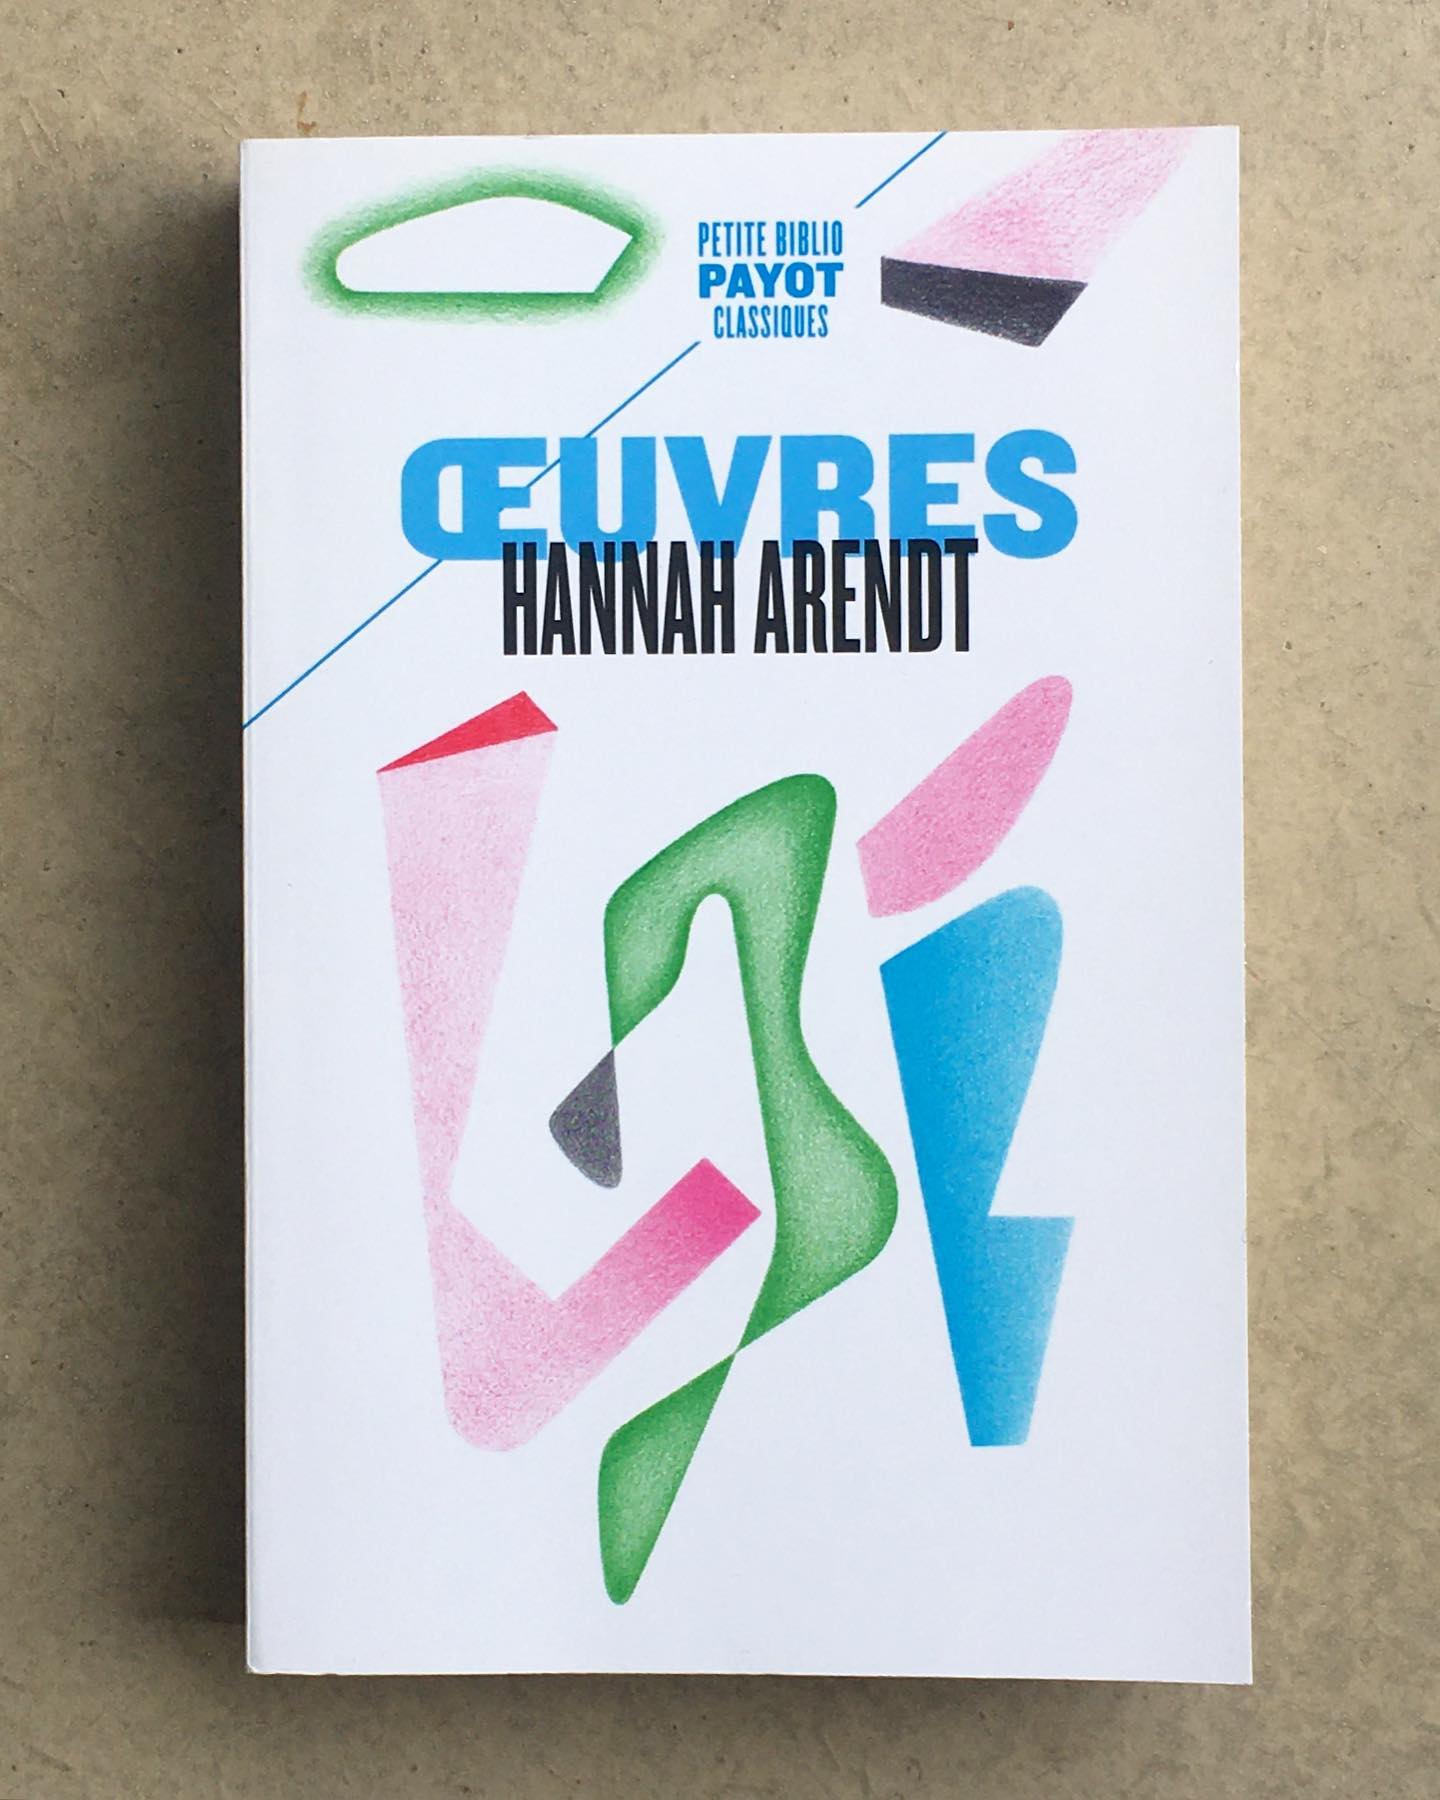 PETITE BIBLIO
PAYOT
CLASSIQUES
ŒUVRES
HANNAH ARENDT